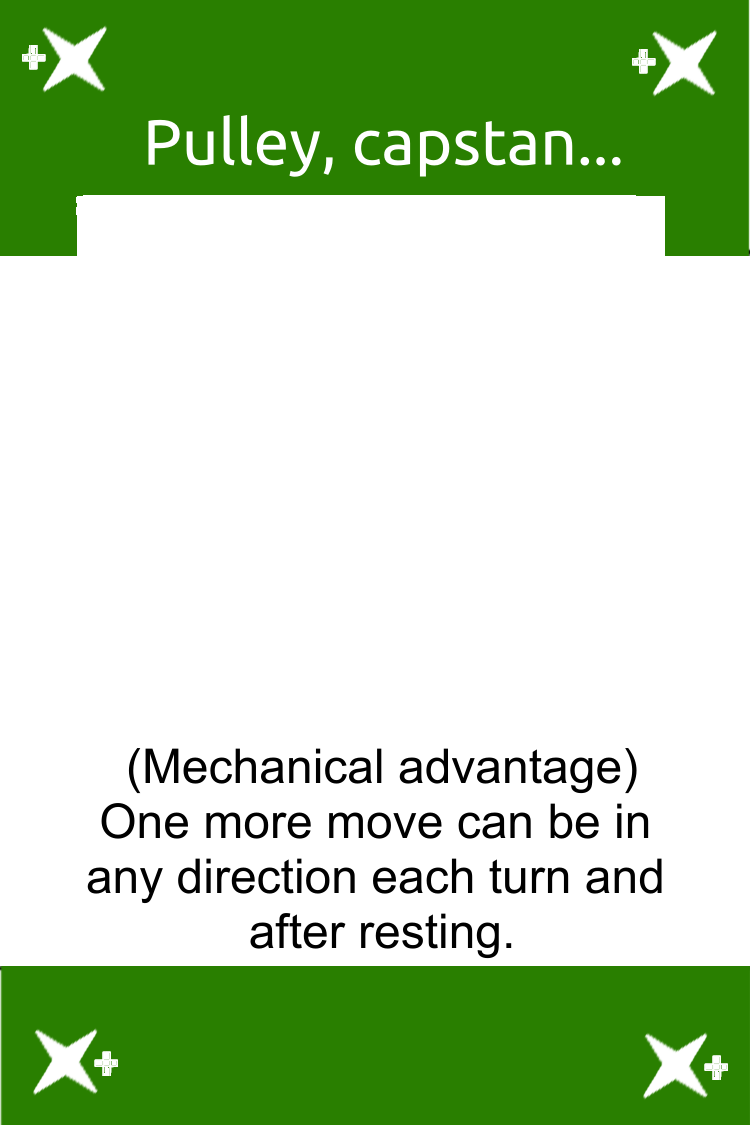 Pulley, capstan...
(Mechanical advantage)
One more move can be in
any direction each turn and
after resting.